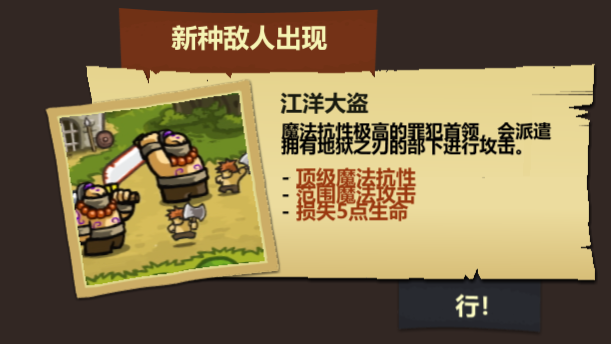 新种敌人出现
江洋大盗
魔法抗性极高的罪犯首领。会派遣
拥有地狱之刃的部下进行攻击。
- 顶级魔法抗性
- 范围魔法攻击
- 损失5点生命
行!